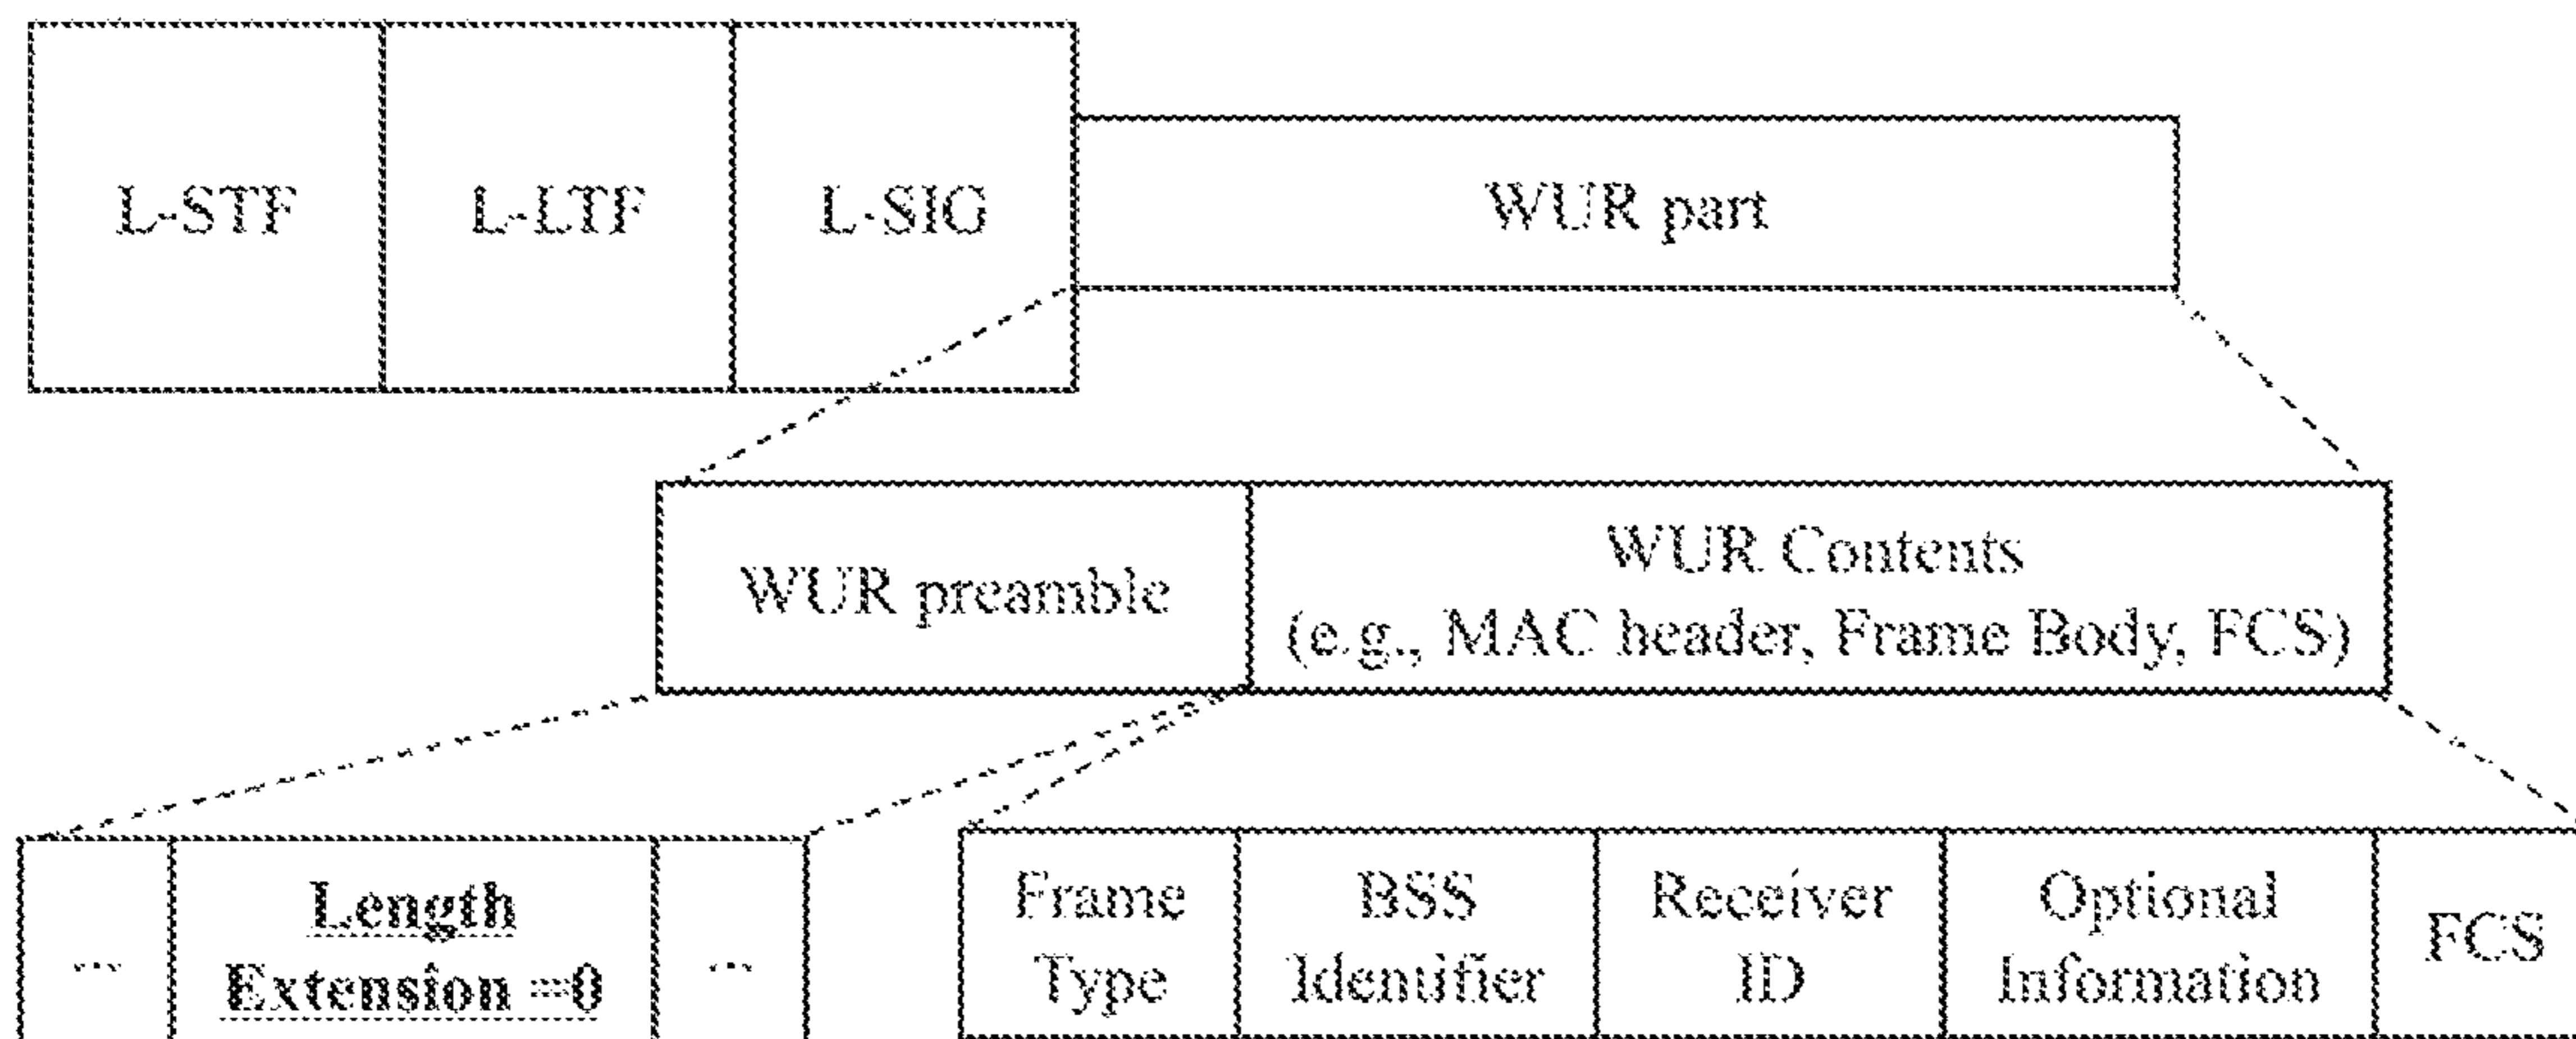 L-STF
L-LTF
L-SIG
WUR part
WUR preamble
WUR Contents
(e.g., MAC header, Frame Body, FCS)
...
Length
Extension =0
...
Frame
Type
BSS
Identifier
Receiver
ID
Optional
Information
FCS